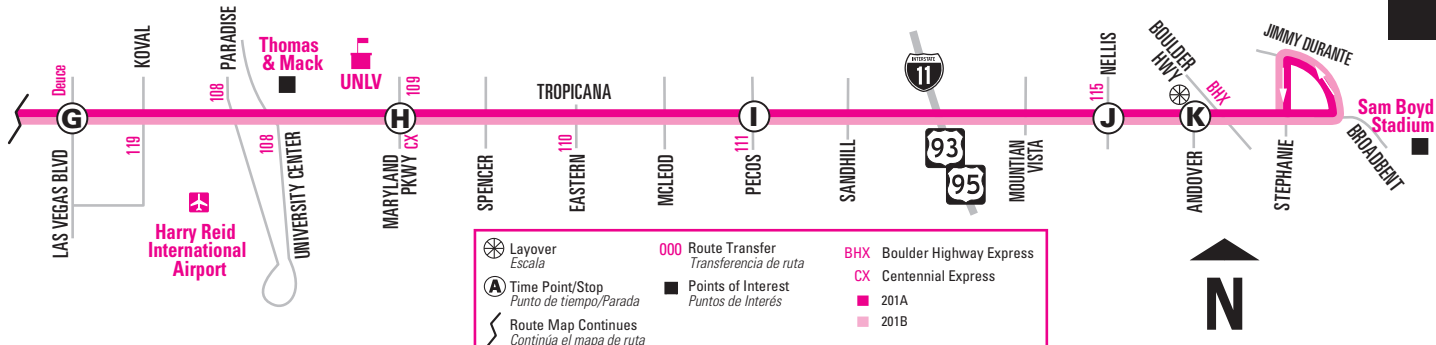 Deuce
KOVAL
PARADISE
108
Thomas
& Mack
UNLV
109
TROPICANA
INTERSTATE
11
NELLIS
115
BOULDER
HWY
BHX
JIMMY DURANTE
Sam Boyd
Stadium
G
H
I
J
K
LAS VEGAS BLVD
119
108
UNIVERSITY CENTER
MARYLAND
PKWY
CX
SPENCER
110
EASTERN
MCLEOD
111
PECOS
SANDHILL
93
95
MOUNTIAN
VISTA
ANDOVER
STEPHANIE
BROADBENT
Harry Reid
International
Airport
Layover
Escala
A
Time Point/Stop
Punto de tiempo/Parada
Route Map Continues
Continúa el mapa de ruta
000 Route Transfer
Transferencia de ruta
Points of Interest
Puntos de Interés
BHX Boulder Highway Express
CX Centennial Express
201A
201B
N